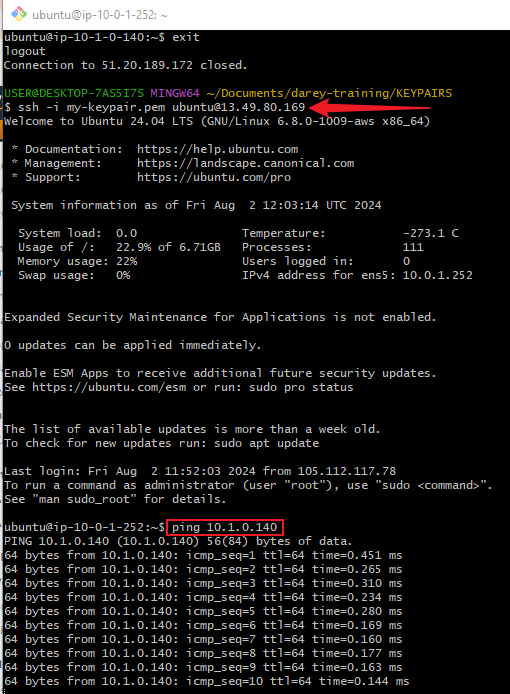 ubuntu@ip-10-0-1-252: ~
ubuntu@ip-10-1-0-140:~$ exit
logout
Connection to 51.20.189.172 closed.
USER@DESKTOP-7AS5I7S MINGW64 ~/Documents/darey-training/KEYPAIRS
$ ssh -i my-keypair.pem ubuntu@13.49.80.169
Welcome to Ubuntu 24.04 LTS (GNU/Linux 6.8.0-1009-aws x86_64)
* Documentation:  https://help.ubuntu.com
* Management:     https://landscape.canonical.com
* Support:        https://ubuntu.com/pro
System information as of Fri Aug  2 12:03:14 UTC 2024
System load:  0.0                Temperature:           -273.1 C
Usage of /:   22.9% of 6.71GB   Processes:             111
Memory usage: 22%                Users logged in:       0
Swap usage:   0%                 IPv4 address for ens5: 10.0.1.252
Expanded Security Maintenance for Applications is not enabled.
0 updates can be applied immediately.
Enable ESM Apps to receive additional future security updates.
See https://ubuntu.com/esm or run: sudo pro status
The list of available updates is more than a week old.
To check for new updates run: sudo apt update
Last login: Fri Aug  2 11:52:03 2024 from 105.112.117.78
To run a command as administrator (user "root"), use "sudo <command>".
See "man sudo_root" for details.
ubuntu@ip-10-0-1-252:~$ ping 10.1.0.140
PING 10.1.0.140 (10.1.0.140) 56(84) bytes of data.
64 bytes from 10.1.0.140: icmp_seq=1 ttl=64 time=0.451 ms
64 bytes from 10.1.0.140: icmp_seq=2 ttl=64 time=0.265 ms
64 bytes from 10.1.0.140: icmp_seq=3 ttl=64 time=0.310 ms
64 bytes from 10.1.0.140: icmp_seq=4 ttl=64 time=0.234 ms
64 bytes from 10.1.0.140: icmp_seq=5 ttl=64 time=0.280 ms
64 bytes from 10.1.0.140: icmp_seq=6 ttl=64 time=0.169 ms
64 bytes from 10.1.0.140: icmp_seq=7 ttl=64 time=0.160 ms
64 bytes from 10.1.0.140: icmp_seq=8 ttl=64 time=0.177 ms
64 bytes from 10.1.0.140: icmp_seq=9 ttl=64 time=0.163 ms
64 bytes from 10.1.0.140: icmp_seq=10 ttl=64 time=0.144 ms